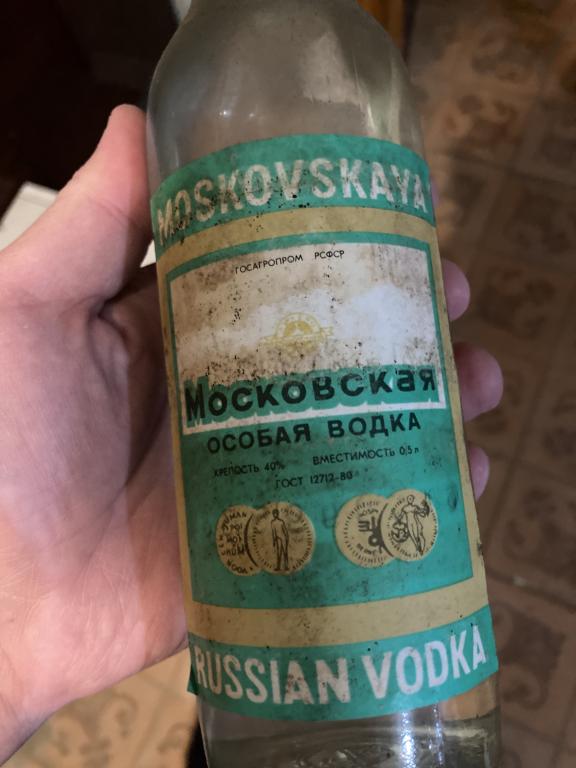 MOSKOVSKAYA
ГОСАГРОПРОМ РСФСР
Московская
ОСОБАЯ ВОДКА
КРЕПОСТЬ 40% ВМЕСТИМОСТЬ 0,5 л
ГОСТ 12712-80
RUSSIAN VODKA